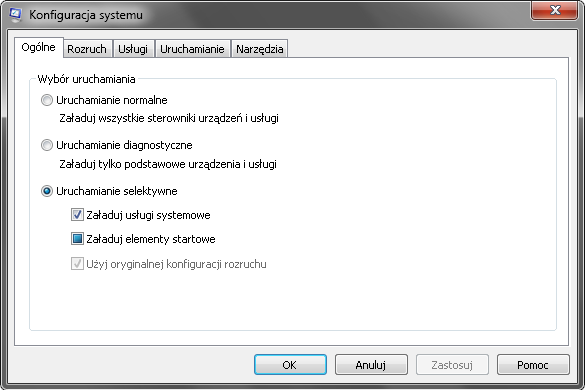 Konfiguracja systemu
Ogólne Rozruch Usługi Uruchamianie Narzędzia
Wybór uruchamiania
Uruchamianie normalne
Załaduj wszystkie sterowniki urządzeń i usługi
Uruchamianie diagnostyczne
Załaduj tylko podstawowe urządzenia i usługi
Uruchamianie selektywne
Załaduj usługi systemowe
Załaduj elementy startowe
Użyj oryginalnej konfiguracji rozruchu
OK Anuluj Zastosuj Pomoc